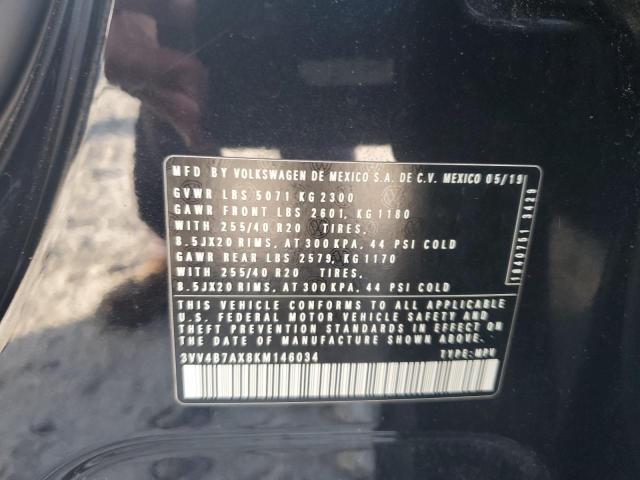 MFD BY VOLKSWAGEN DE MEXICO S.A. DE C.V. MEXICO 05/19
GVWR LBS 5071 KG 2300
GAWR FRONT LBS 2601, KG 1180
WITH 255/40 R20 TIRES,
8.5JX20 RIMS, AT 300 KPA, 44 PSI COLD
GAWR REAR LBS 2579, KG 1170
WITH 255/40 R20 TIRES,
8.5JX20 RIMS, AT 300 KPA, 44 PSI COLD
THIS VEHICLE CONFORMS TO ALL APPLICABLE
U.S. FEDERAL MOTOR VEHICLE SAFETY AND
THEFT PREVENTION STANDARDS IN EFFECT ON
THE DATE OF MANUFACTURE SHOWN ABOVE.
3VV4B7AX8KM146034 TYPE: MPV
1940751 3429